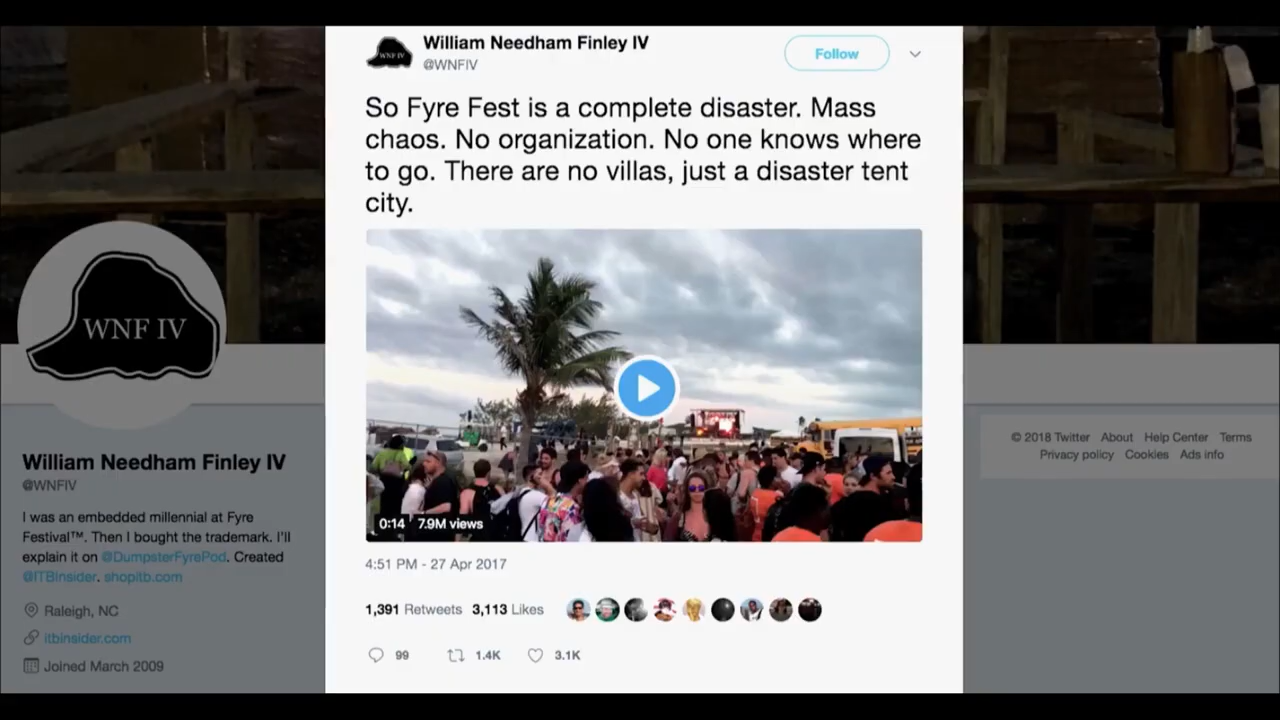 WNF IV
William Needham Finley IV
@WNFIV
Follow
So Fyre Fest is a complete disaster. Mass
chaos. No organization. No one knows where
to go. There are no villas, just a disaster tent
city.
0:14 7.9M views
4:51 PM - 27 Apr 2017
1,391 Retweets 3,113 Likes
99 1.4K 3.1K
WNF IV
William Needham Finley IV
@WNFIV
I was an embedded millennial at Fyre
Festival™. Then I bought the trademark. I'll
explain it on @DumpsterFyrePod. Created
@ITBInsider. shopitb.com
Raleigh, NC
itbinsider.com
Joined March 2009
© 2018 Twitter About Help Center Terms
Privacy policy Cookies Ads info